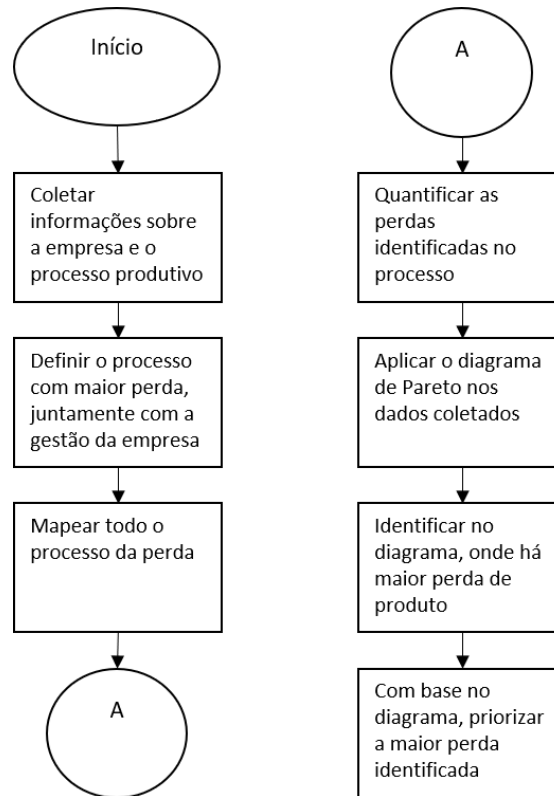 Início
Coletar
informações sobre
a empresa e o
processo produtivo
Definir o processo
com maior perda,
juntamente com a
gestão da empresa
Mapear todo o
processo da perda
A
A
Quantificar as
perdas
identificadas no
processo
Aplicar o diagrama
de Pareto nos
dados coletados
Identificar no
diagrama, onde há
maior perda de
produto
Com base no
diagrama, priorizar
a maior perda
identificada